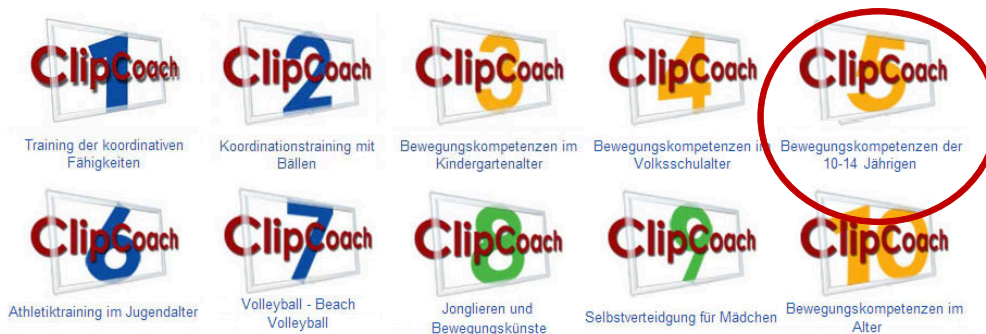 ClipCoach 1
ClipCoach 2
ClipCoach 3
ClipCoach 4
ClipCoach 5
Training der koordinativen
Fähigkeiten
Koordinationstraining mit
Bällen
Bewegungskompetenzen im
Kindergartenalter
Bewegungskompetenzen im
Volksschulalter
Bewegungskompetenzen der
10-14 Jährigen
ClipCoach 6
ClipCoach 7
ClipCoach 8
ClipCoach 9
ClipCoach 10
Athletiktraining im Jugendalter
Volleyball - Beach
Volleyball
Jonglieren und
Bewegungskünste
Selbstverteidgung für Mädchen
Bewegungskompetenzen im
Alter